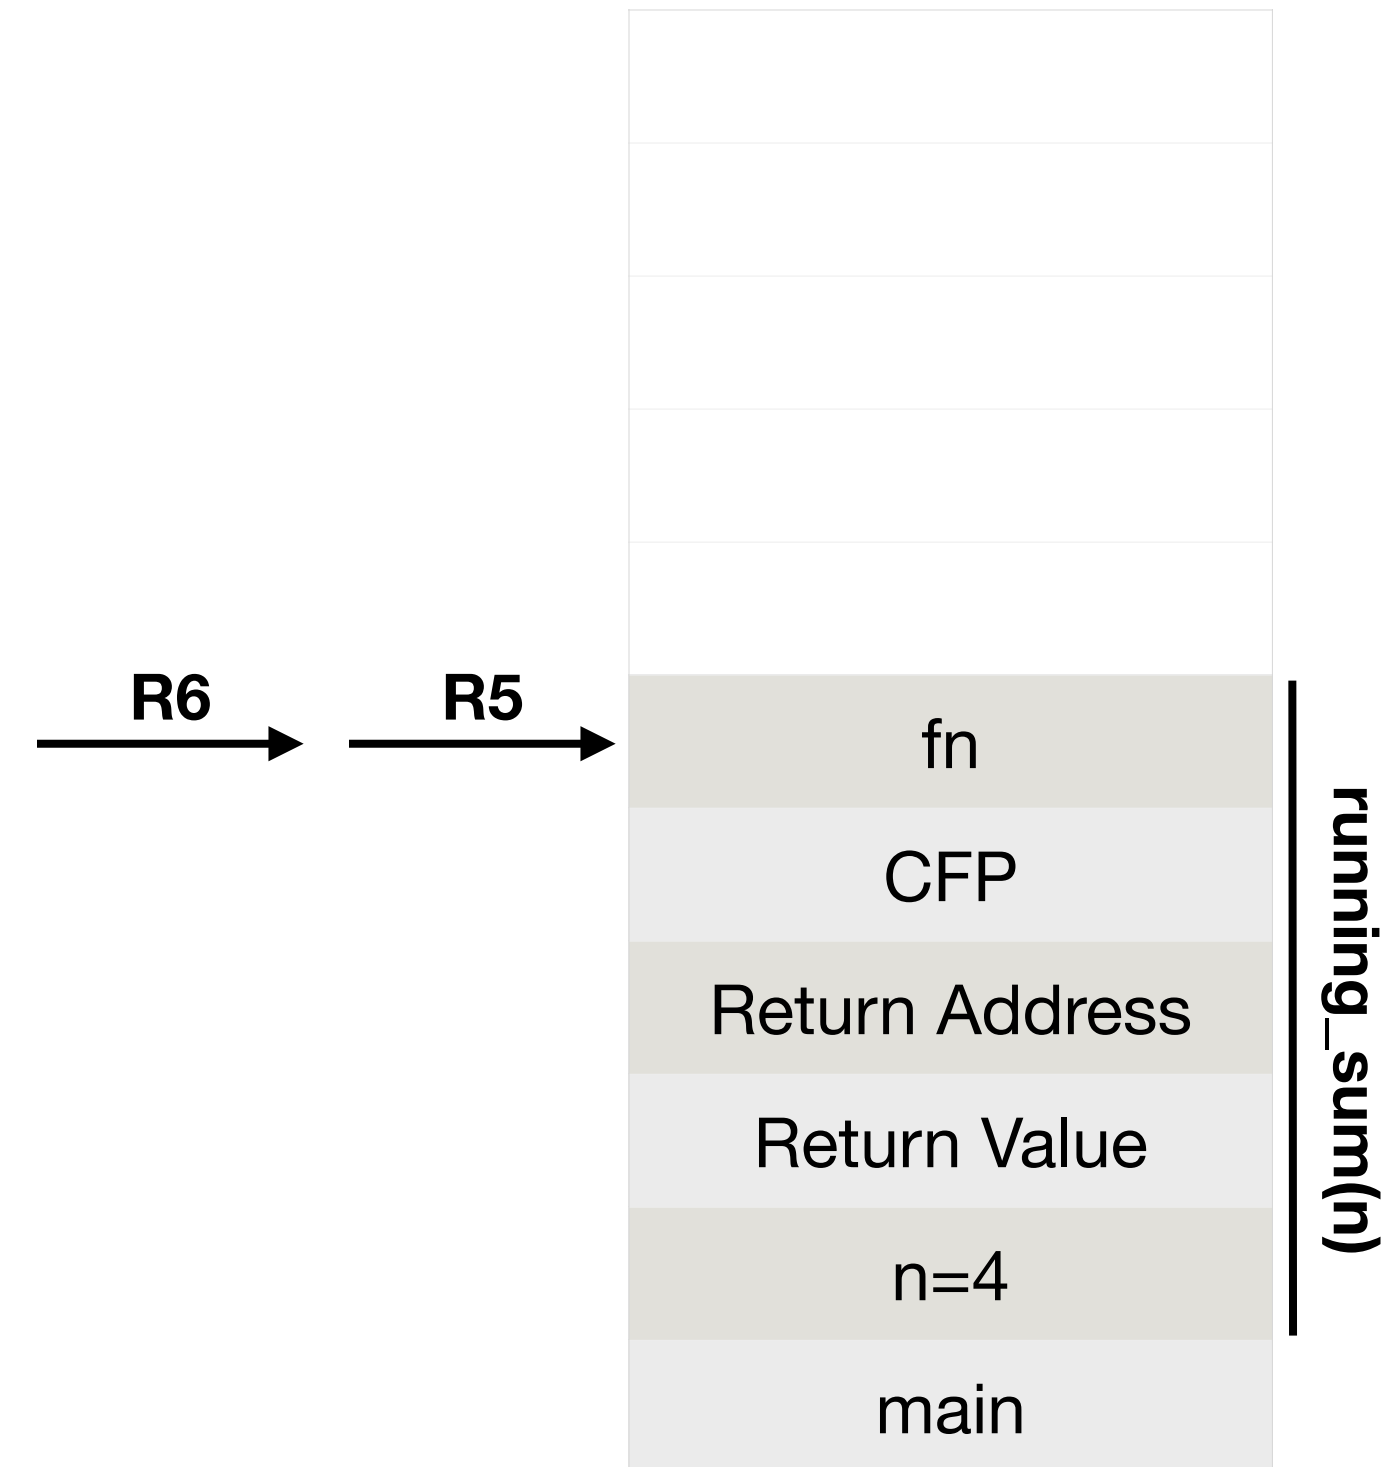 R6
R5
fn
CFP
Return Address
Return Value
n=4
main
running_sum(n)